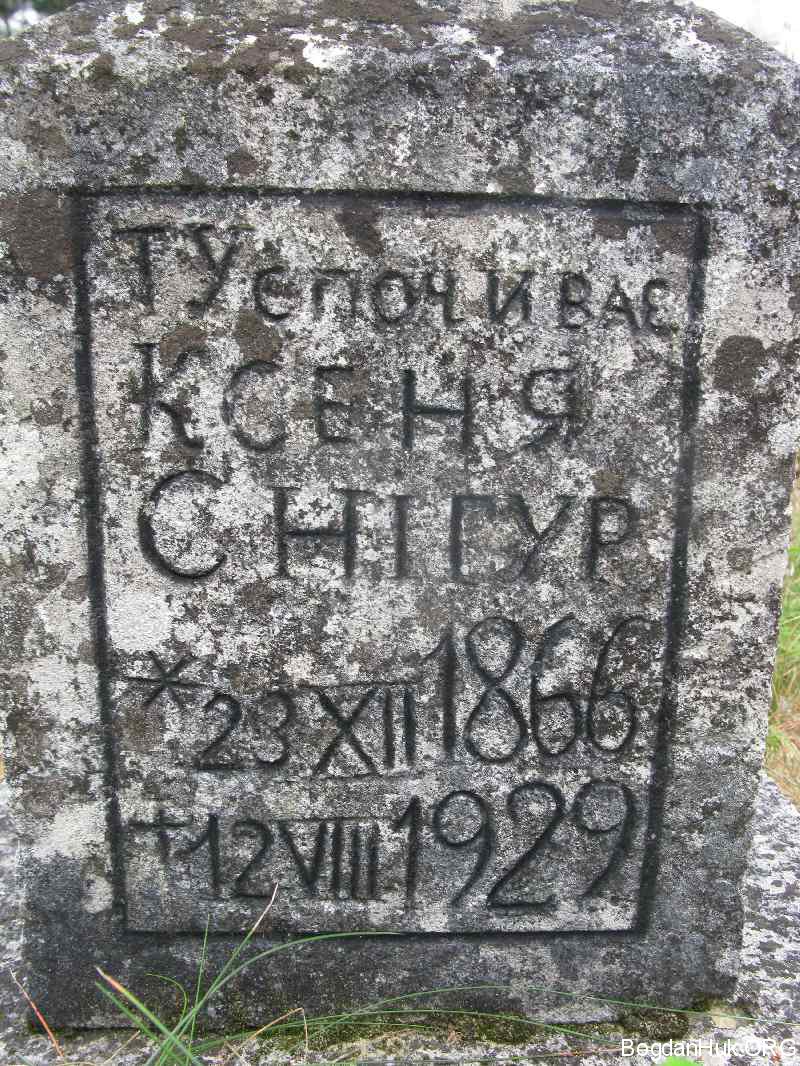 ТУ СПОЧИВАЄ
КСЕНЯ
СНІГУР
* 23 XII 1866
† 12 VIII 1929
BogdanHuk.ORG